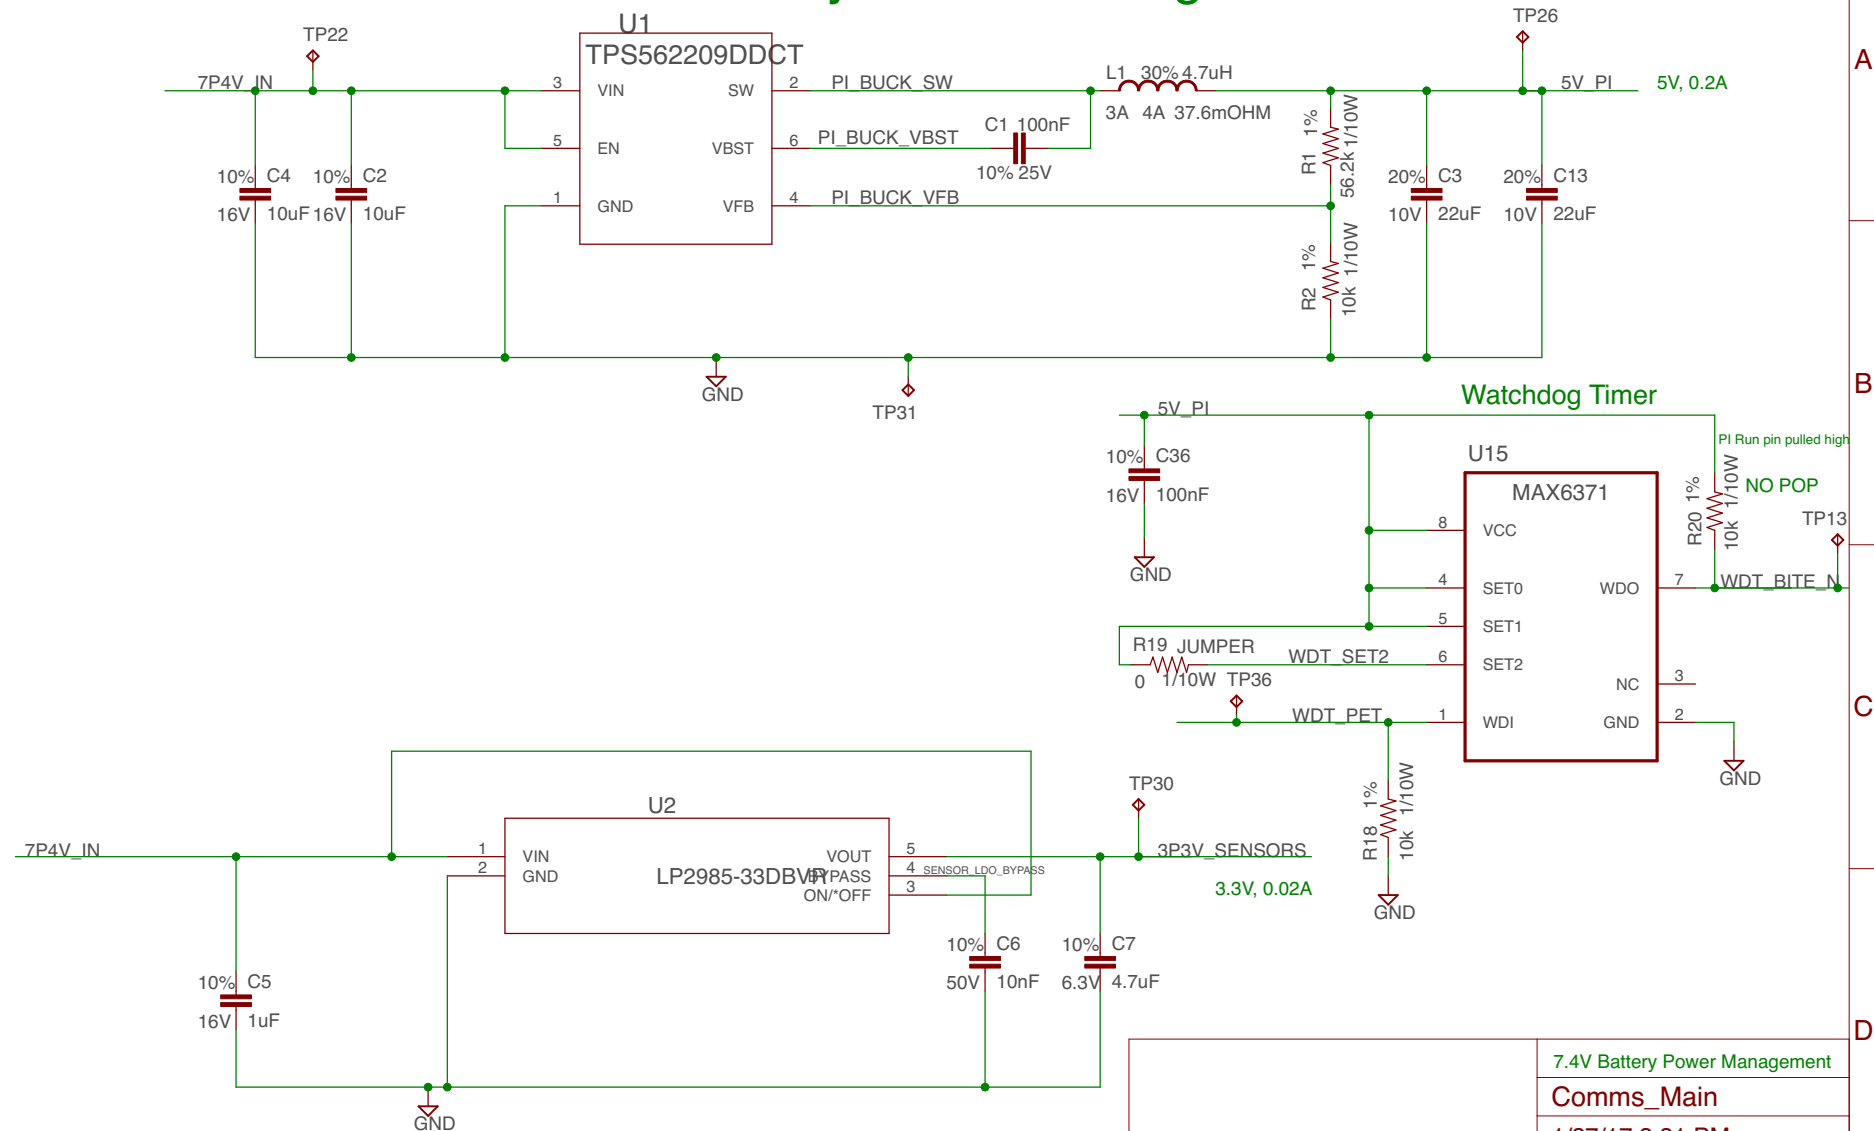 TP22
U1
TPS562209DDCT
TP26
A
7P4V_IN
3 VIN
SW 2
PI_BUCK_SW
L1 30% 4.7uH
3A 4A 37.6mOHM
5V_PI
5V, 0.2A
5 EN
VBST 6
PI_BUCK_VBST
C1 100nF
10% 25V
R1 1%
56.2k 1/10W
10% C4
16V 10uF
10% C2
16V 10uF
1 GND
VFB 4
PI_BUCK_VFB
20% C3
10V 22uF
20% C13
10V 22uF
R2 1%
10k 1/10W
GND
TP31
B
Watchdog Timer
5V_PI
PI Run pin pulled high
10% C36
16V 100nF
GND
U15
MAX6371
R20 1%
10k 1/10W
NO POP
TP13
8 VCC
4 SET0
WDO 7
WDT_BITE_N
5 SET1
R19 JUMPER
0 1/10W
WDT_SET2
6 SET2
NC 3
TP36
WDT_PET
1 WDI
GND 2
GND
C
R18 1%
10k 1/10W
GND
U2
LP2985-33DBVR
TP30
7P4V_IN
1 VIN
2 GND
VOUT 5
BYPASS 4
SENSOR_LDO_BYPASS
ON/*OFF 3
3P3V_SENSORS
3.3V, 0.02A
10% C6
50V 10nF
10% C7
6.3V 4.7uF
10% C5
16V 1uF
GND
D
7.4V Battery Power Management
Comms_Main